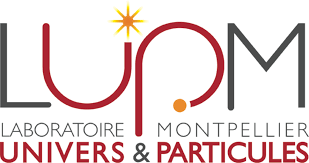 LUPM
LABORATOIRE MONTPELLIER
UNIVERS & PARTICULES